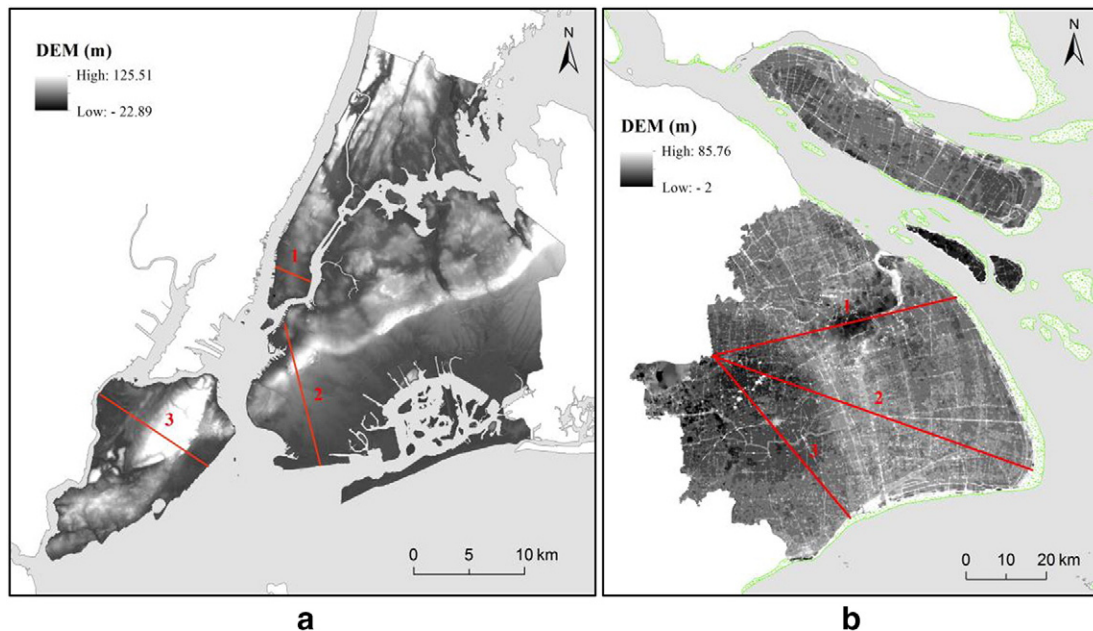 DEM (m)
High: 125.51
Low: - 22.89
N
1
2
3
0 5 10 km
a
DEM (m)
High: 85.76
Low: - 2
N
1
2
3
0 10 20 km
b